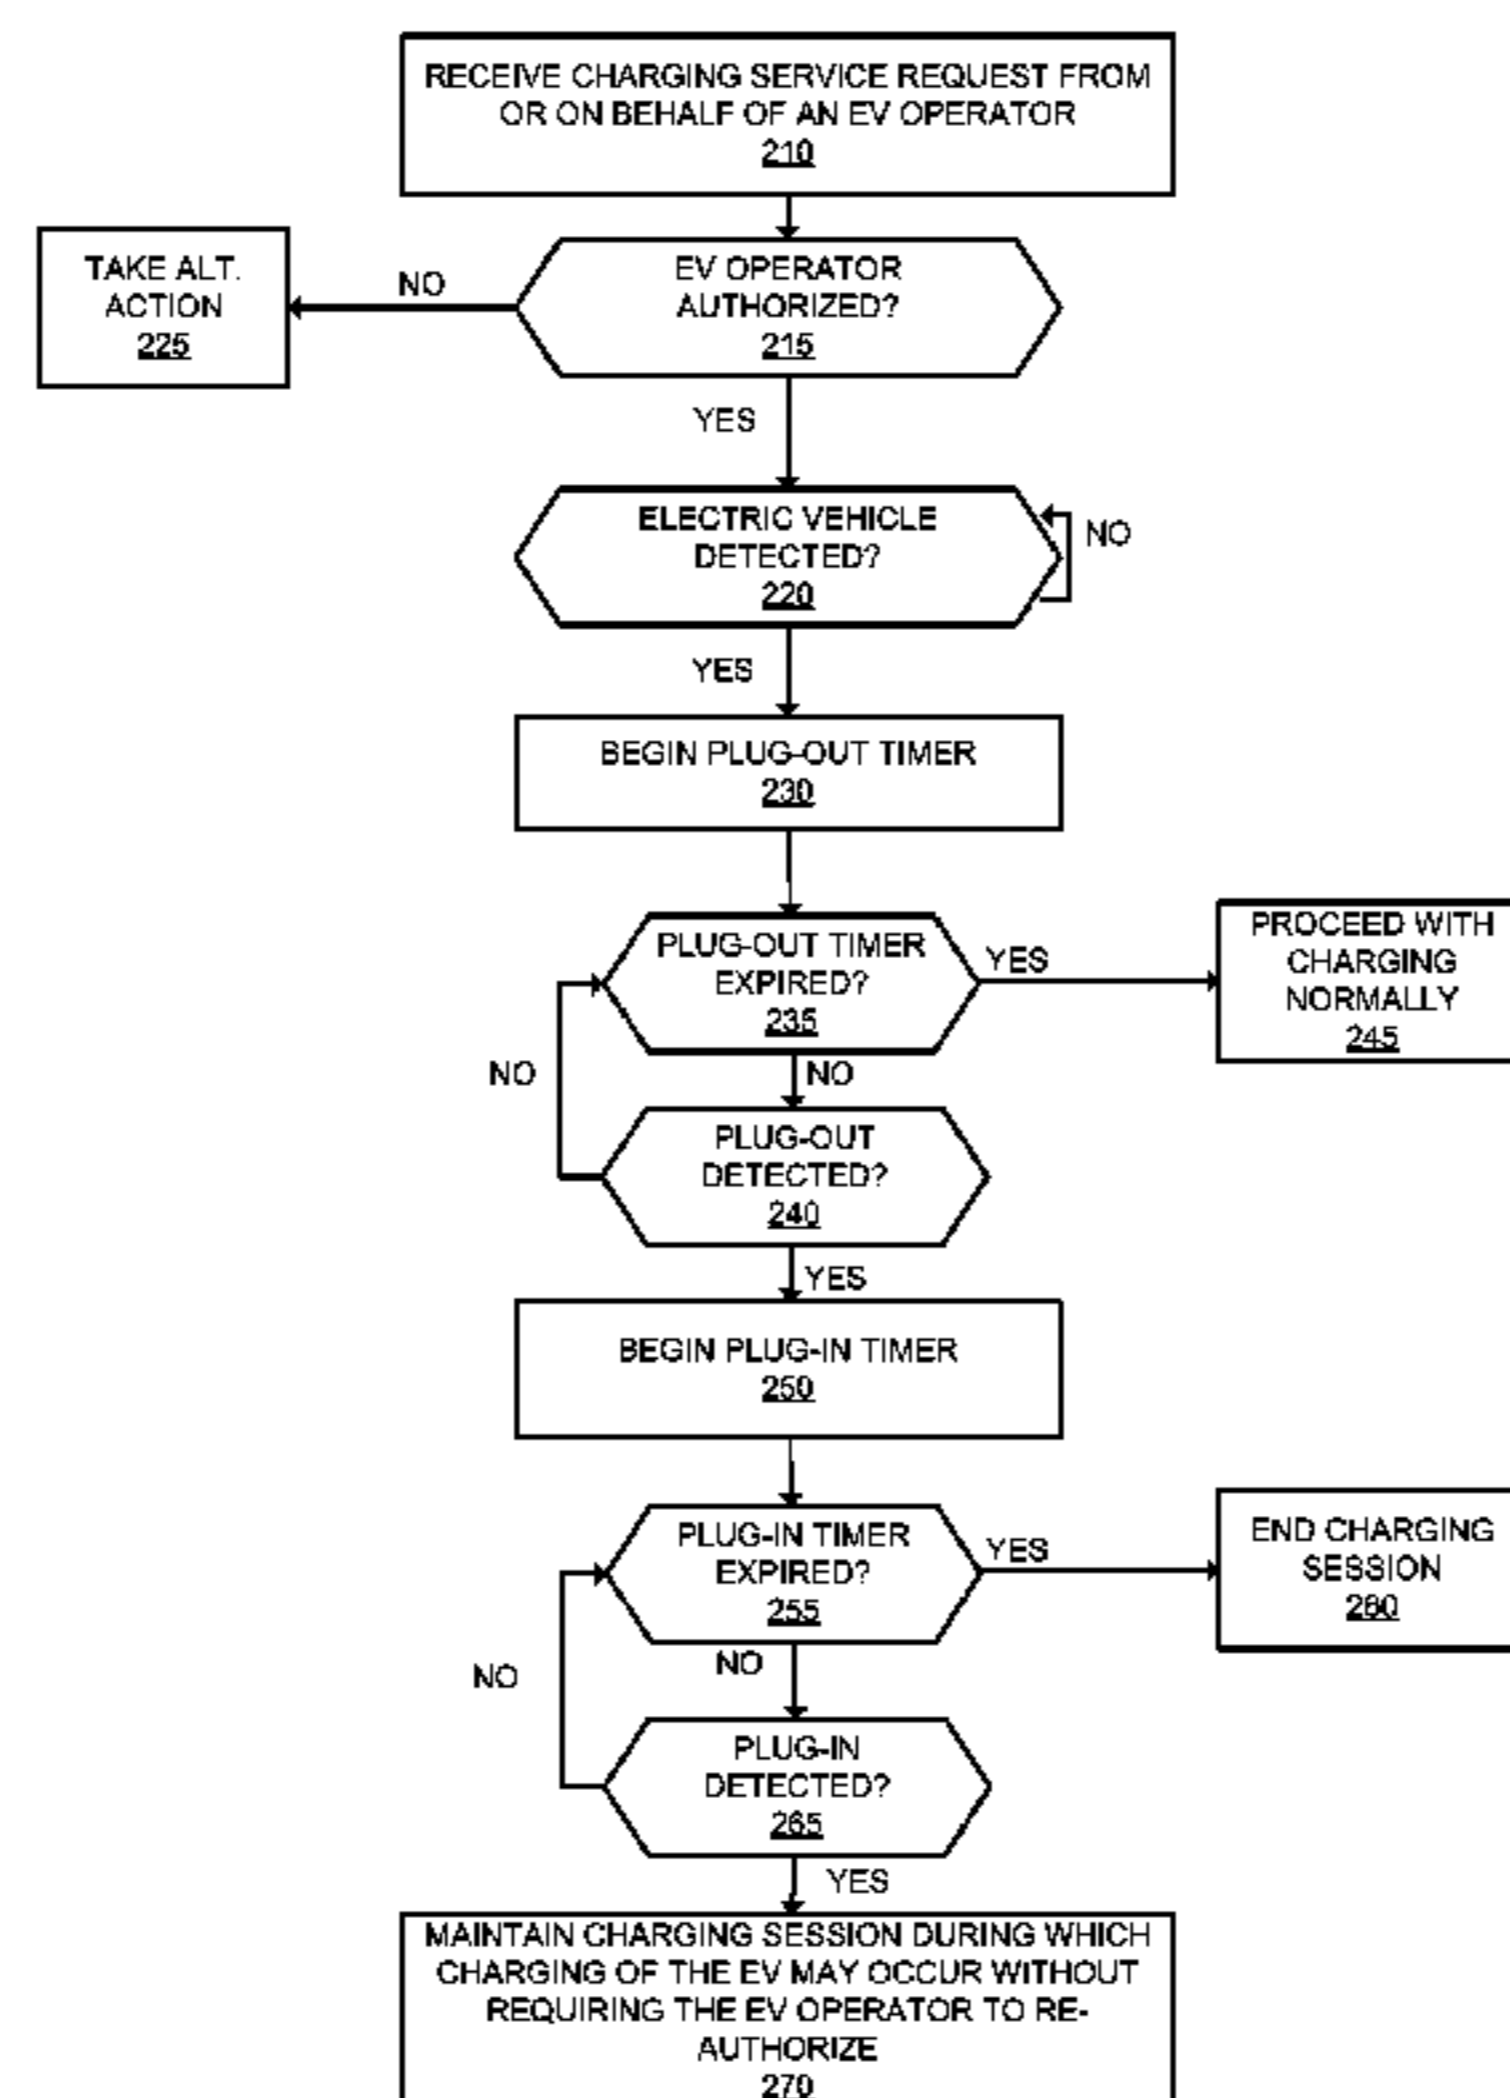 RECEIVE CHARGING SERVICE REQUEST FROM
OR ON BEHALF OF AN EV OPERATOR
210
TAKE ALT.
ACTION
225
NO
EV OPERATOR
AUTHORIZED?
215
YES
ELECTRIC VEHICLE
DETECTED?
220
NO
YES
BEGIN PLUG-OUT TIMER
230
PLUG-OUT TIMER
EXPIRED?
235
YES
PROCEED WITH
CHARGING
NORMALLY
245
NO
NO
PLUG-OUT
DETECTED?
240
YES
BEGIN PLUG-IN TIMER
250
PLUG-IN TIMER
EXPIRED?
255
YES
END CHARGING
SESSION
260
NO
NO
PLUG-IN
DETECTED?
265
YES
MAINTAIN CHARGING SESSION DURING WHICH
CHARGING OF THE EV MAY OCCUR WITHOUT
REQUIRING THE EV OPERATOR TO RE-
AUTHORIZE
270